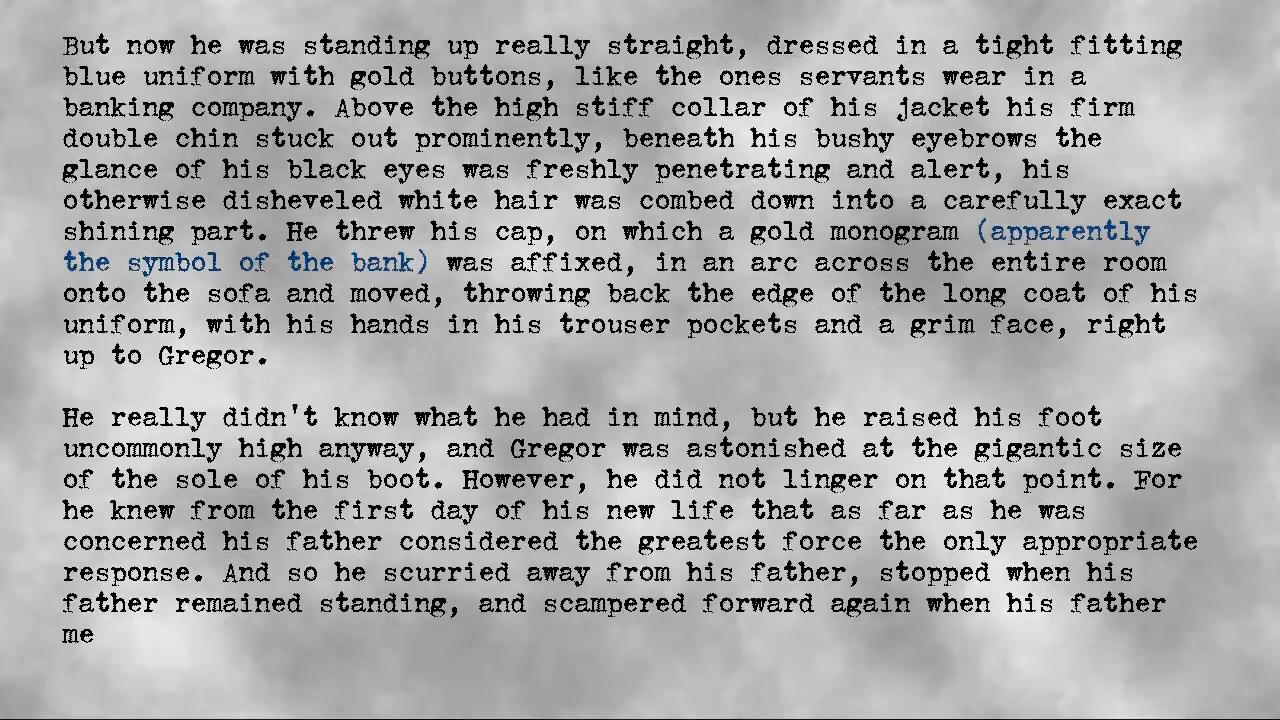 But now he was standing up really straight, dressed in a tight fitting
blue uniform with gold buttons, like the ones servants wear in a
banking company. Above the high stiff collar of his jacket his firm
double chin stuck out prominently, beneath his bushy eyebrows the
glance of his black eyes was freshly penetrating and alert, his
otherwise disheveled white hair was combed down into a carefully exact
shining part. He threw his cap, on which a gold monogram (apparently
the symbol of the bank) was affixed, in an arc across the entire room
onto the sofa and moved, throwing back the edge of the long coat of his
uniform, with his hands in his trouser pockets and a grim face, right
up to Gregor.
He really didn't know what he had in mind, but he raised his foot
uncommonly high anyway, and Gregor was astonished at the gigantic size
of the sole of his boot. However, he did not linger on that point. For
he knew from the first day of his new life that as far as he was
concerned his father considered the greatest force the only appropriate
response. And so he scurried away from his father, stopped when his
father remained standing, and scampered forward again when his father
me